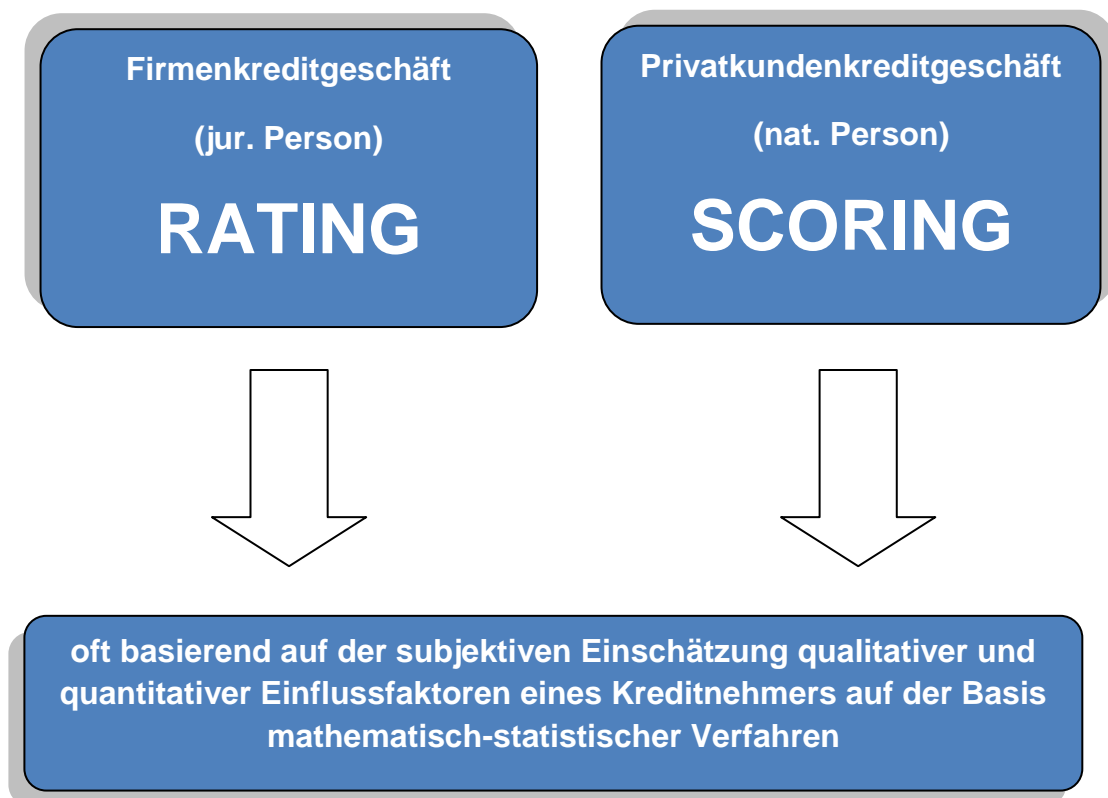 Firmenkreditgeschäft
(jur. Person)
RATING
Privatkundenkreditgeschäft
(nat. Person)
SCORING
oft basierend auf der subjektiven Einschätzung qualitativer und
quantitativer Einflussfaktoren eines Kreditnehmers auf der Basis
mathematisch-statistischer Verfahren